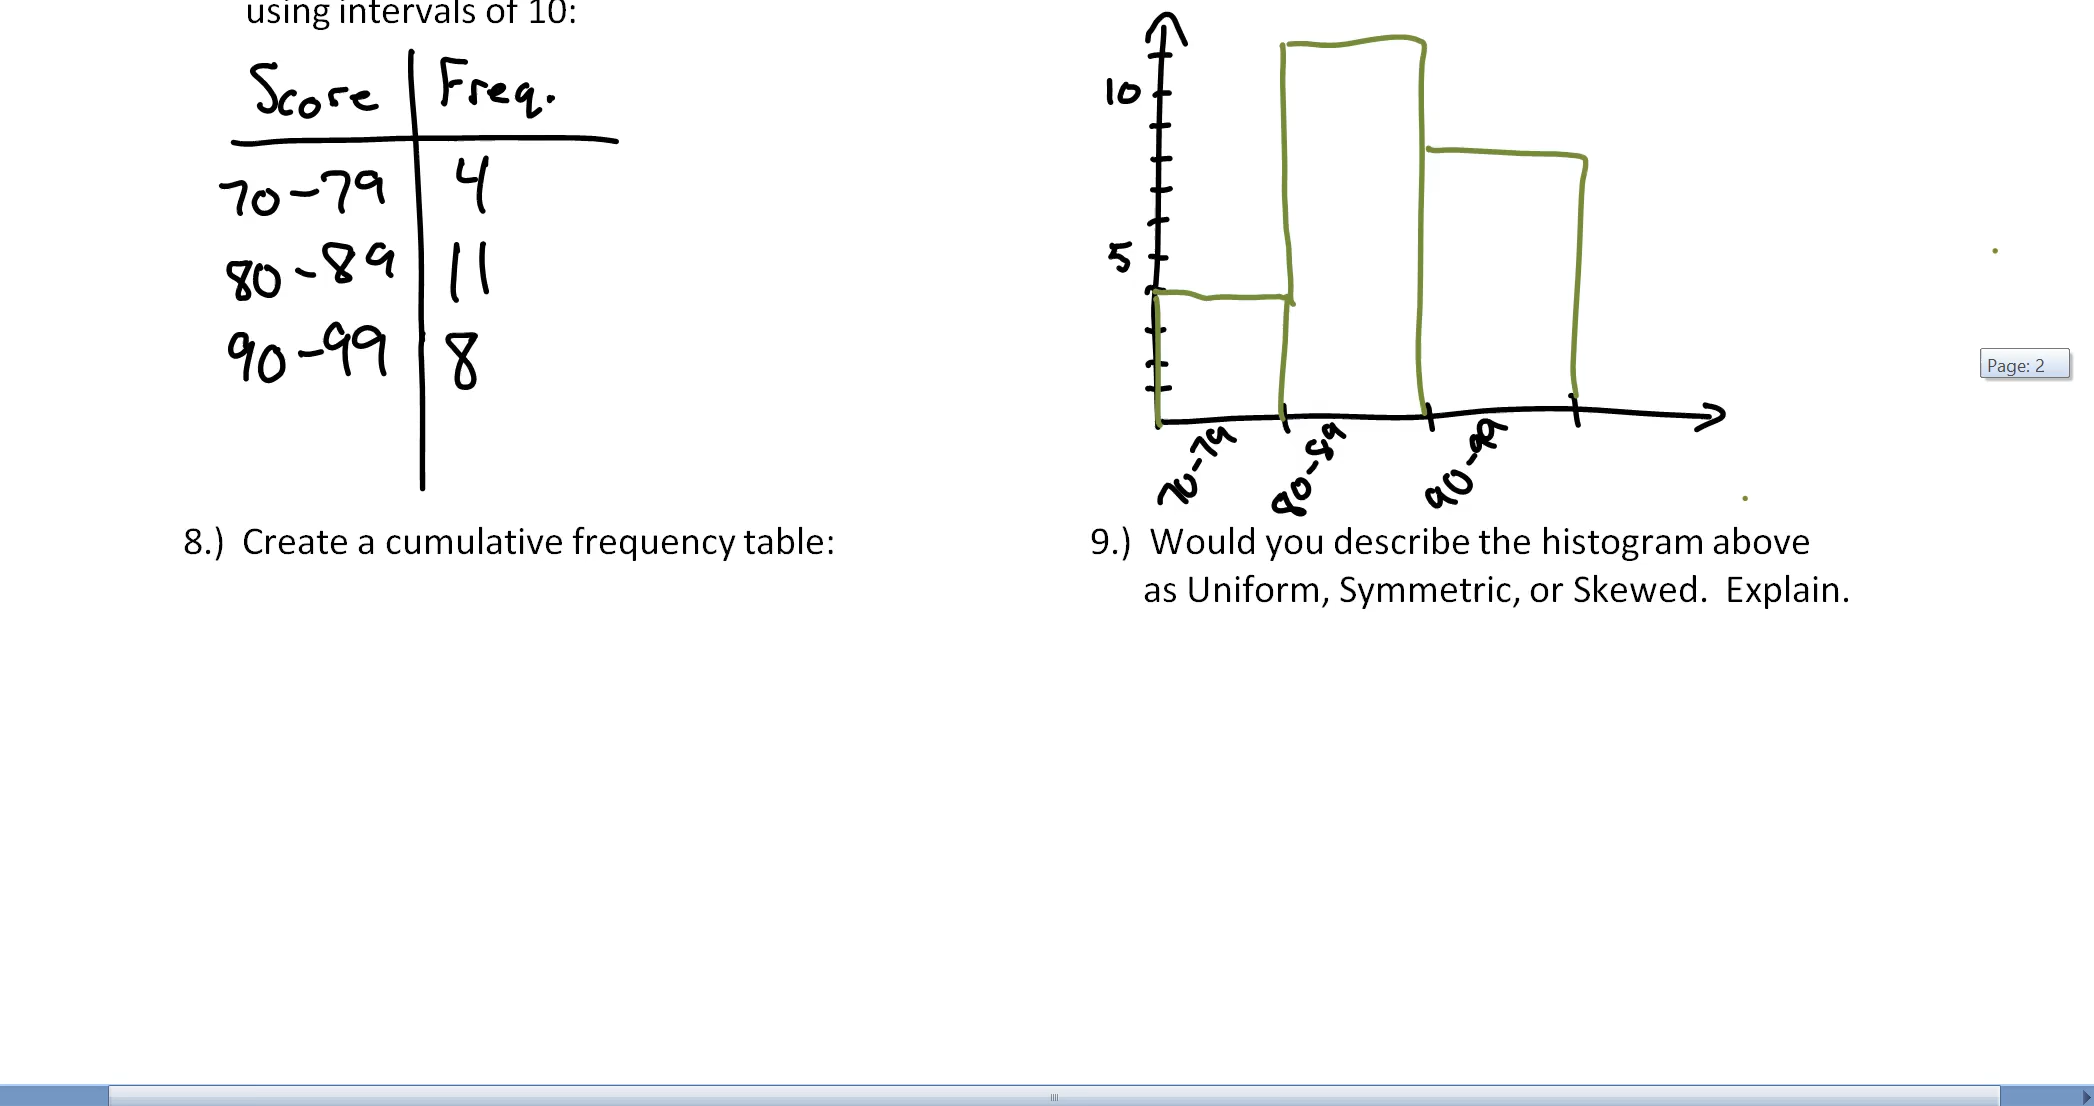 using intervals of 10:
Score Freq.
70-79 4
80-89 11
90-99 8
10
5
70-79 80-89 90-99
Page: 2
8.) Create a cumulative frequency table:
9.) Would you describe the histogram above
as Uniform, Symmetric, or Skewed. Explain.